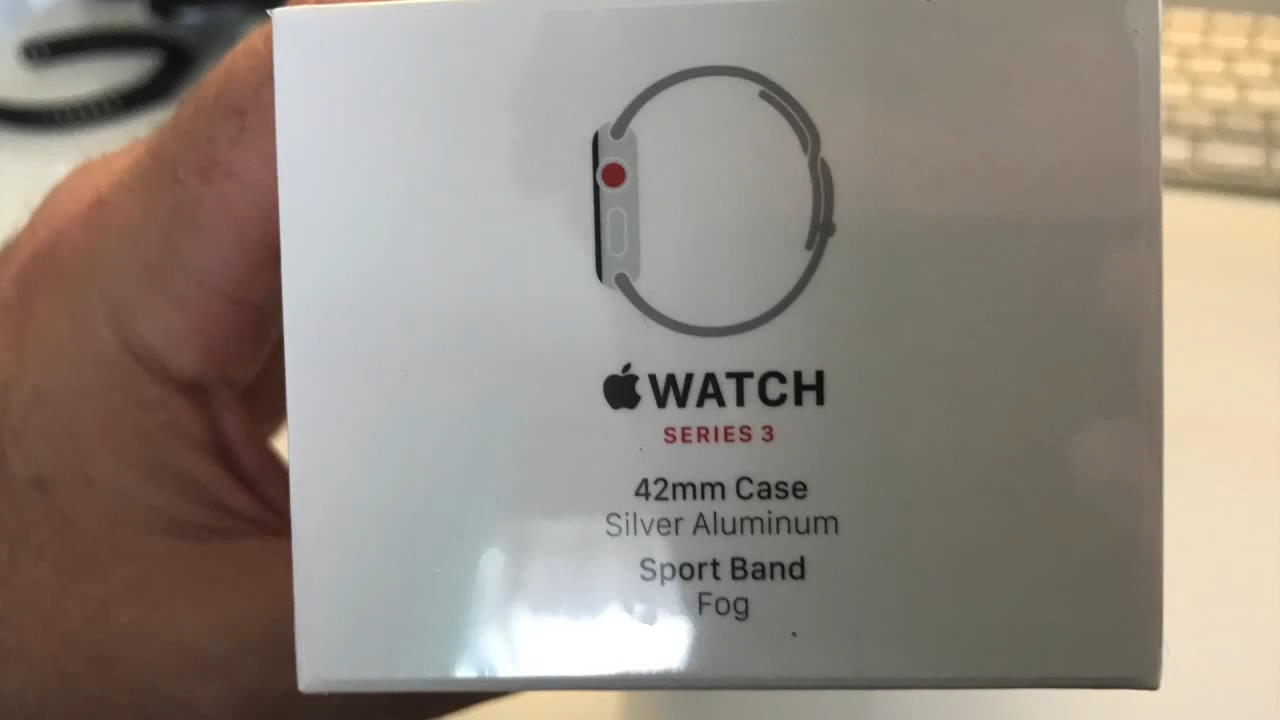 WATCH
SERIES 3
42mm Case
Silver Aluminum
Sport Band
Fog